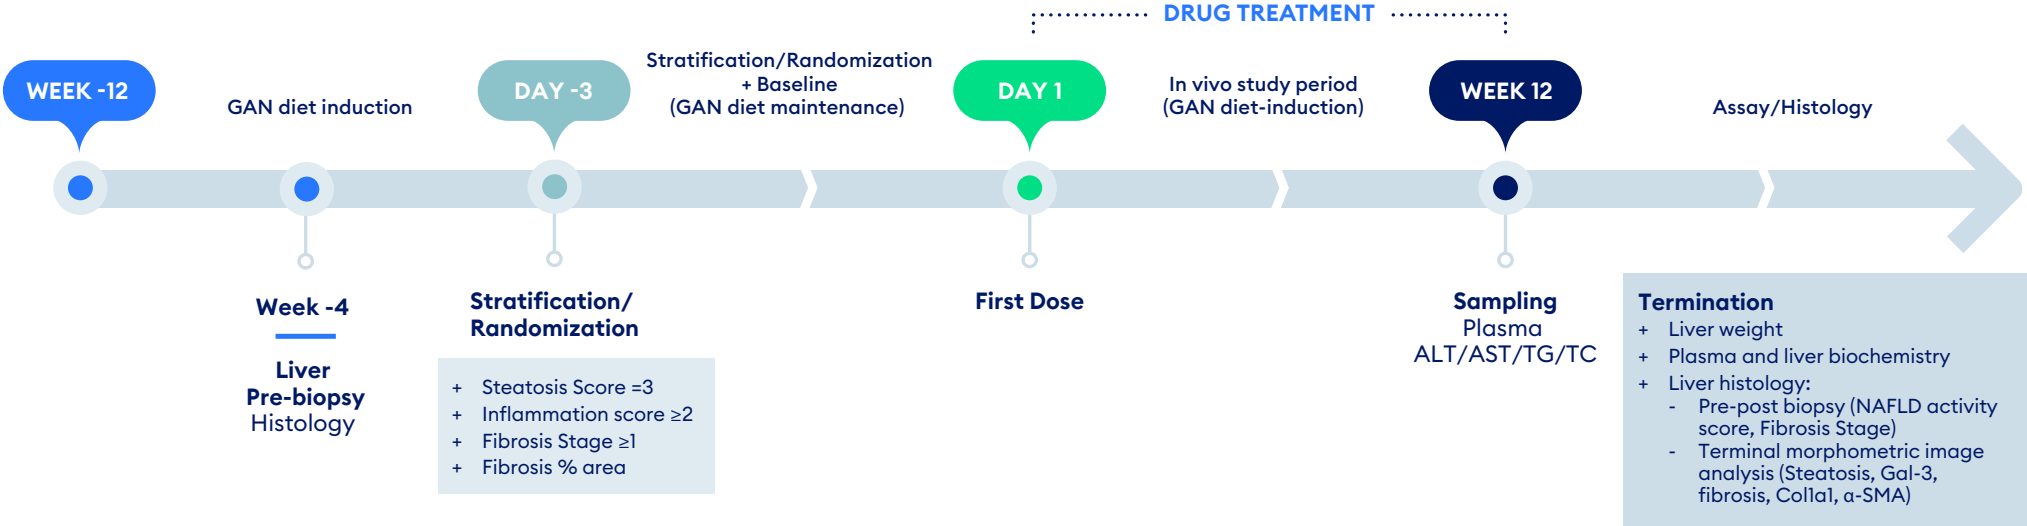 DRUG TREATMENT
WEEK -12
GAN diet induction
DAY -3
Stratification/Randomization
+ Baseline
(GAN diet maintenance)
DAY 1
In vivo study period
(GAN diet-induction)
WEEK 12
Assay/Histology
Week -4
Liver
Pre-biopsy
Histology
Stratification/
Randomization
+ Steatosis Score =3
+ Inflammation score ≥2
+ Fibrosis Stage ≥1
+ Fibrosis % area
First Dose
Sampling
Plasma
ALT/AST/TG/TC
Termination
+ Liver weight
+ Plasma and liver biochemistry
+ Liver histology:
- Pre-post biopsy (NAFLD activity
score, Fibrosis Stage)
- Terminal morphometric image
analysis (Steatosis, Gal-3,
fibrosis, Col1a1, α-SMA)